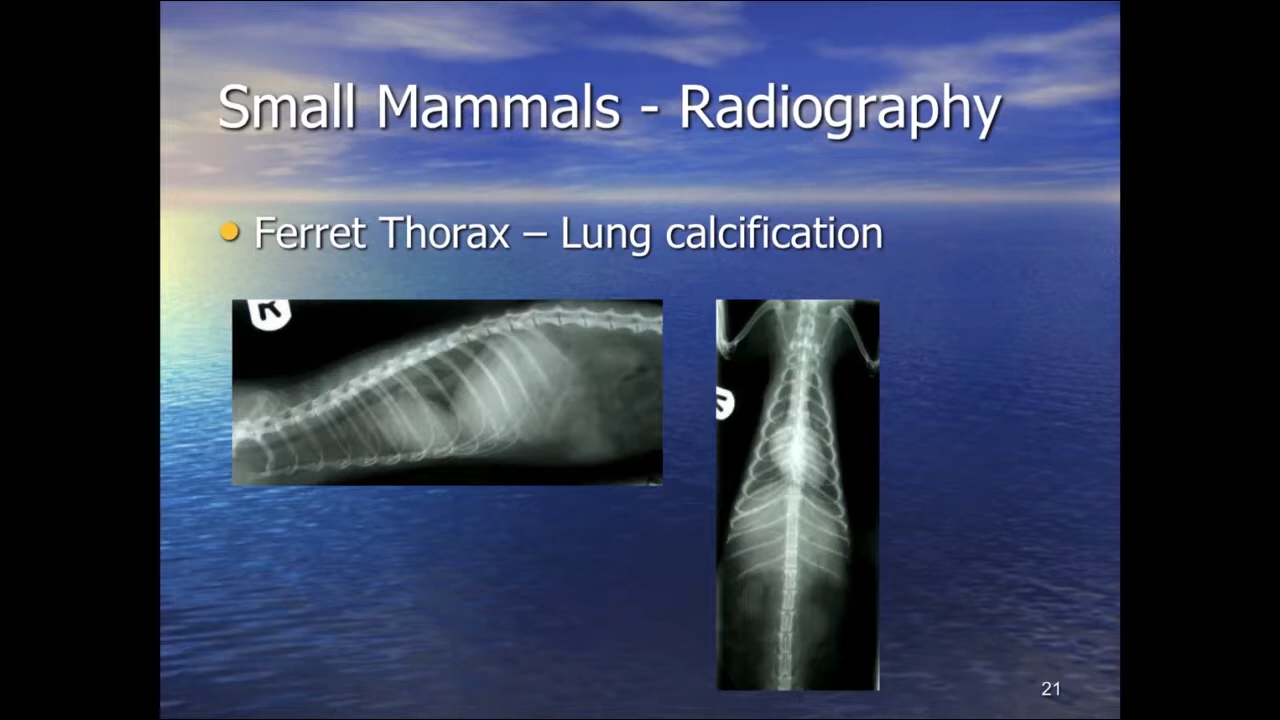 Small Mammals - Radiography
Ferret Thorax – Lung calcification
R
R
21